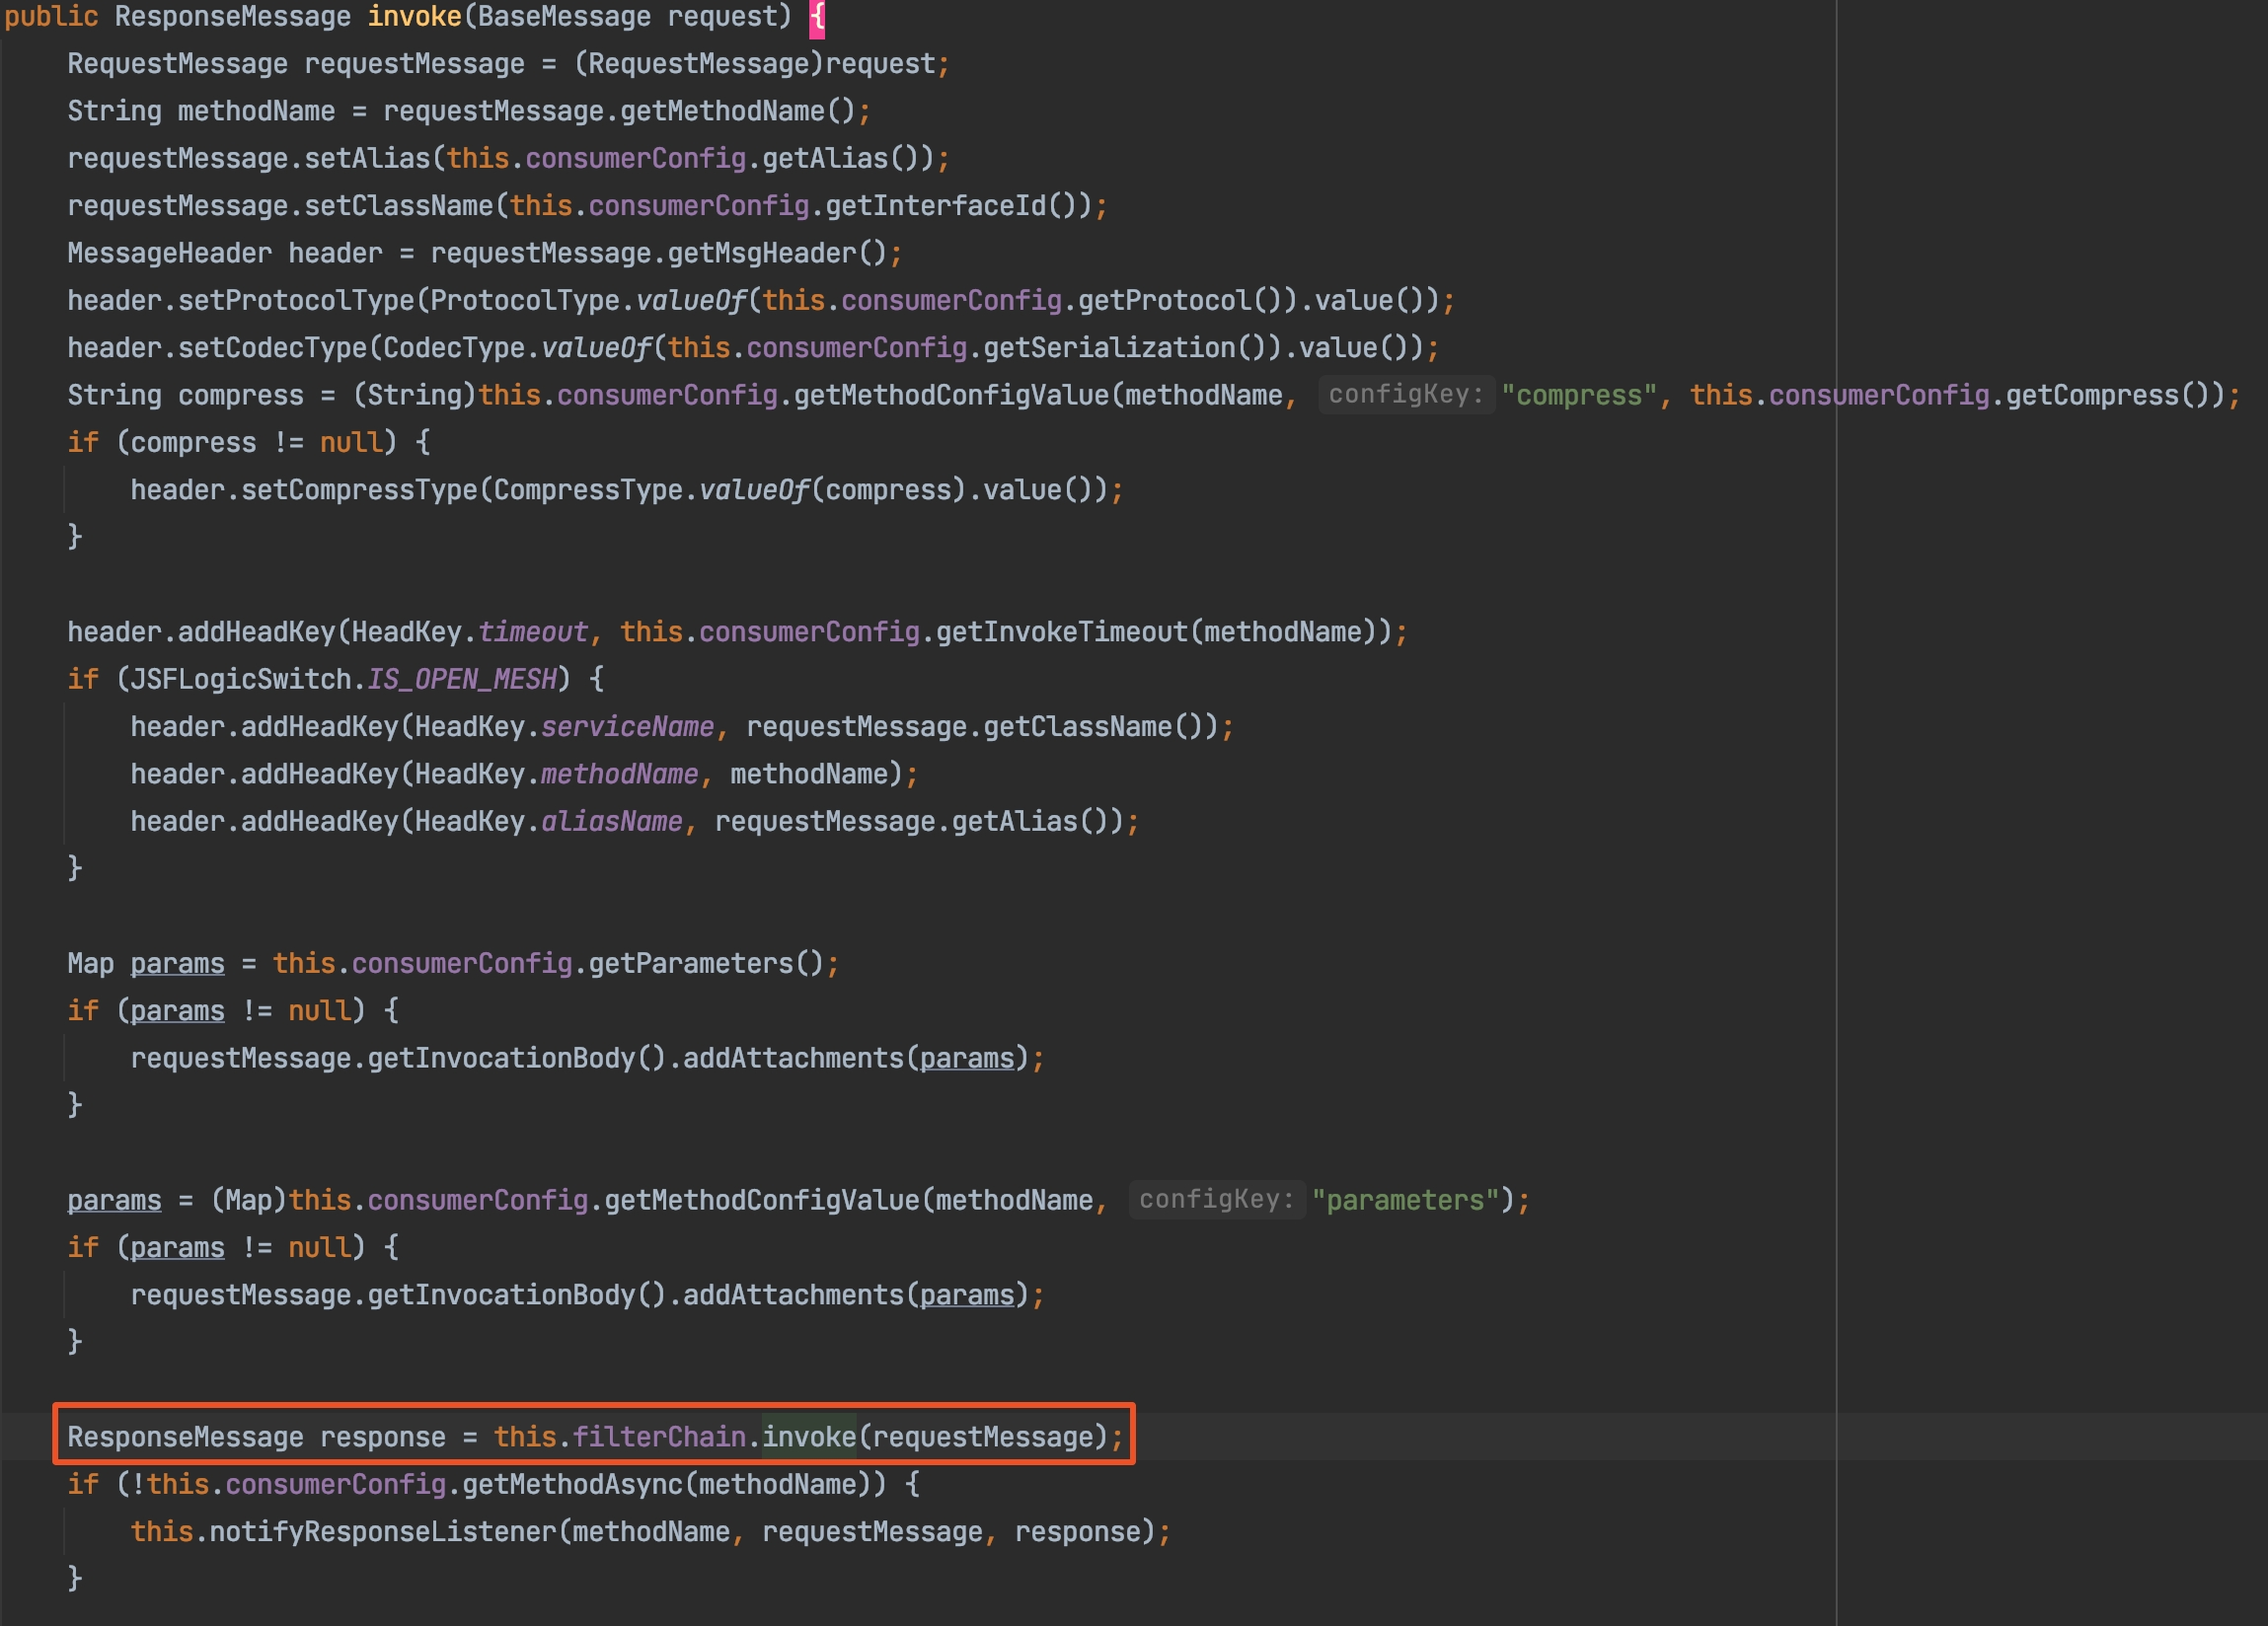 public ResponseMessage invoke(BaseMessage request) {
RequestMessage requestMessage = (RequestMessage)request;
String methodName = requestMessage.getMethodName();
requestMessage.setAlias(this.consumerConfig.getAlias());
requestMessage.setClassName(this.consumerConfig.getInterfaceId());
MessageHeader header = requestMessage.getMsgHeader();
header.setProtocolType(ProtocolType.valueOf(this.consumerConfig.getProtocol()).value());
header.setCodecType(CodecType.valueOf(this.consumerConfig.getSerialization()).value());
String compress = (String)this.consumerConfig.getMethodConfigValue(methodName, configKey: "compress", this.consumerConfig.getCompress());
if (compress != null) {
header.setCompressType(CompressType.valueOf(compress).value());
}
header.addHeadKey(HeadKey.timeout, this.consumerConfig.getInvokeTimeout(methodName));
if (JSFLogicSwitch.IS_OPEN_MESH) {
header.addHeadKey(HeadKey.serviceName, requestMessage.getClassName());
header.addHeadKey(HeadKey.methodName, methodName);
header.addHeadKey(HeadKey.aliasName, requestMessage.getAlias());
}
Map params = this.consumerConfig.getParameters();
if (params != null) {
requestMessage.getInvocationBody().addAttachments(params);
}
params = (Map)this.consumerConfig.getMethodConfigValue(methodName, configKey: "parameters");
if (params != null) {
requestMessage.getInvocationBody().addAttachments(params);
}
ResponseMessage response = this.filterChain.invoke(requestMessage);
if (!this.consumerConfig.getMethodAsync(methodName)) {
this.notifyResponseListener(methodName, requestMessage, response);
}